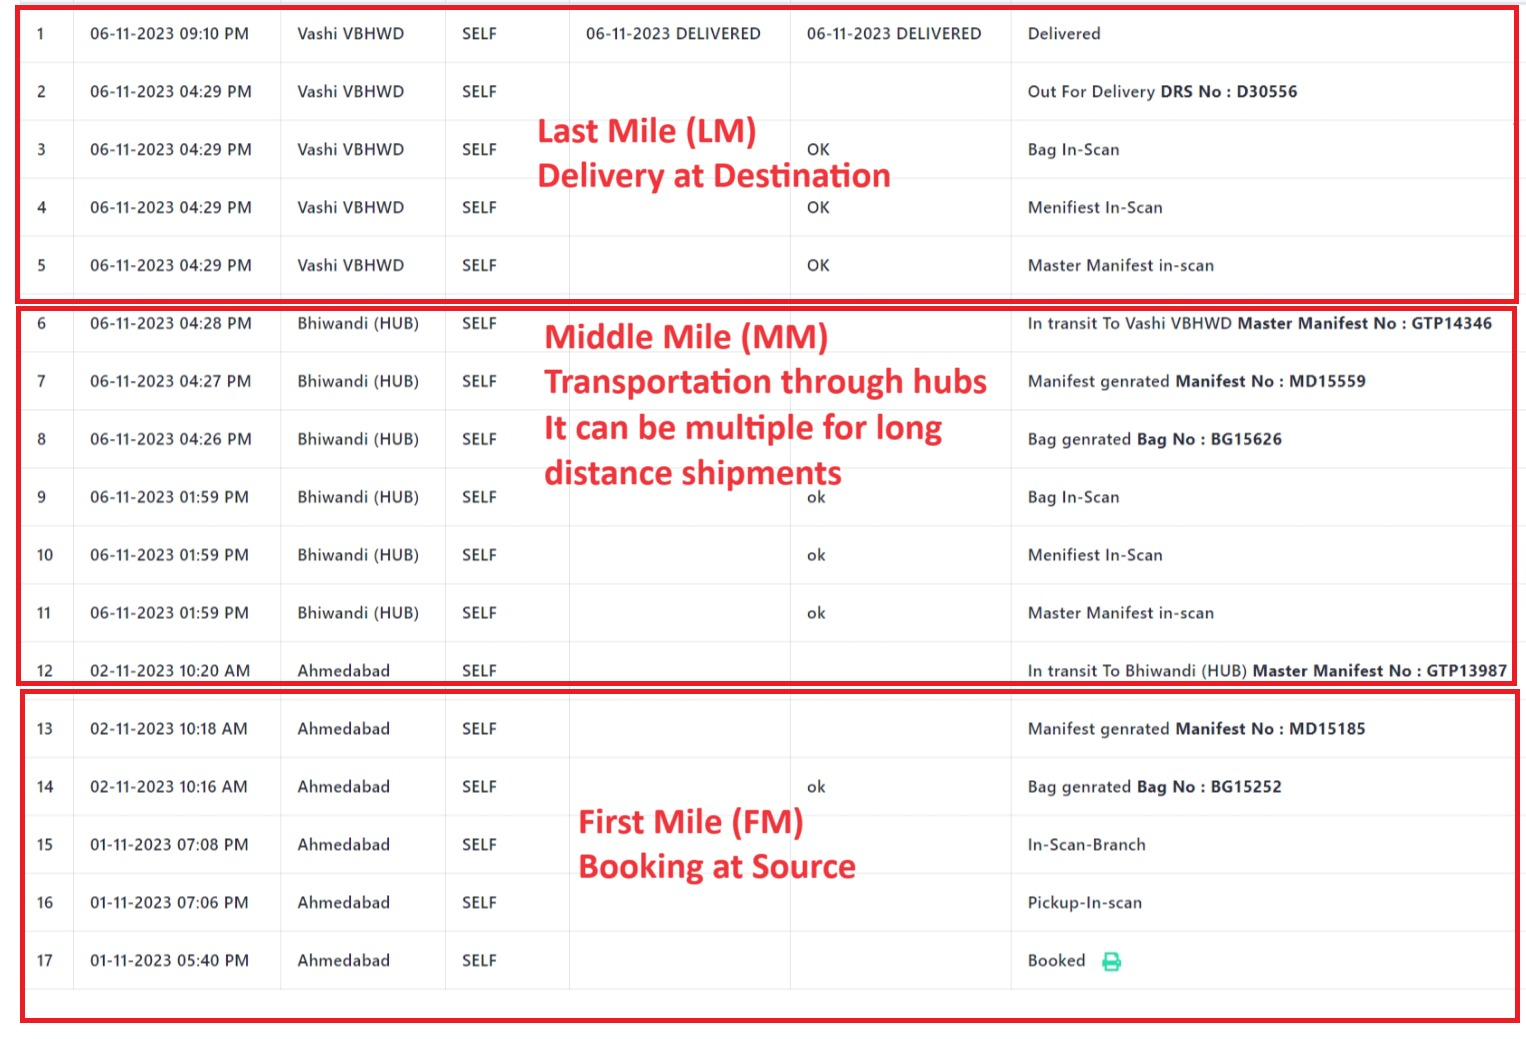 1 06-11-2023 09:10 PM Vashi VBHWD SELF 06-11-2023 DELIVERED 06-11-2023 DELIVERED Delivered
2 06-11-2023 04:29 PM Vashi VBHWD SELF Out For Delivery DRS No : D30556
Last Mile (LM)
3 06-11-2023 04:29 PM Vashi VBHWD SELF OK Bag In-Scan
Delivery at Destination
4 06-11-2023 04:29 PM Vashi VBHWD SELF OK Menifiest In-Scan
5 06-11-2023 04:29 PM Vashi VBHWD SELF OK Master Manifest in-scan
6 06-11-2023 04:28 PM Bhiwandi (HUB) SELF In transit To Vashi VBHWD Master Manifest No : GTP14346
Middle Mile (MM)
7 06-11-2023 04:27 PM Bhiwandi (HUB) SELF Manifest genrated Manifest No : MD15559
Transportation through hubs
It can be multiple for long
8 06-11-2023 04:26 PM Bhiwandi (HUB) SELF Bag genrated Bag No : BG15626
distance shipments
9 06-11-2023 01:59 PM Bhiwandi (HUB) SELF ok Bag In-Scan
10 06-11-2023 01:59 PM Bhiwandi (HUB) SELF ok Menifiest In-Scan
11 06-11-2023 01:59 PM Bhiwandi (HUB) SELF ok Master Manifest in-scan
12 02-11-2023 10:20 AM Ahmedabad SELF In transit To Bhiwandi (HUB) Master Manifest No : GTP13987
13 02-11-2023 10:18 AM Ahmedabad SELF Manifest genrated Manifest No : MD15185
14 02-11-2023 10:16 AM Ahmedabad SELF ok Bag genrated Bag No : BG15252
First Mile (FM)
15 01-11-2023 07:08 PM Ahmedabad SELF In-Scan-Branch
Booking at Source
16 01-11-2023 07:06 PM Ahmedabad SELF Pickup-In-scan
17 01-11-2023 05:40 PM Ahmedabad SELF Booked